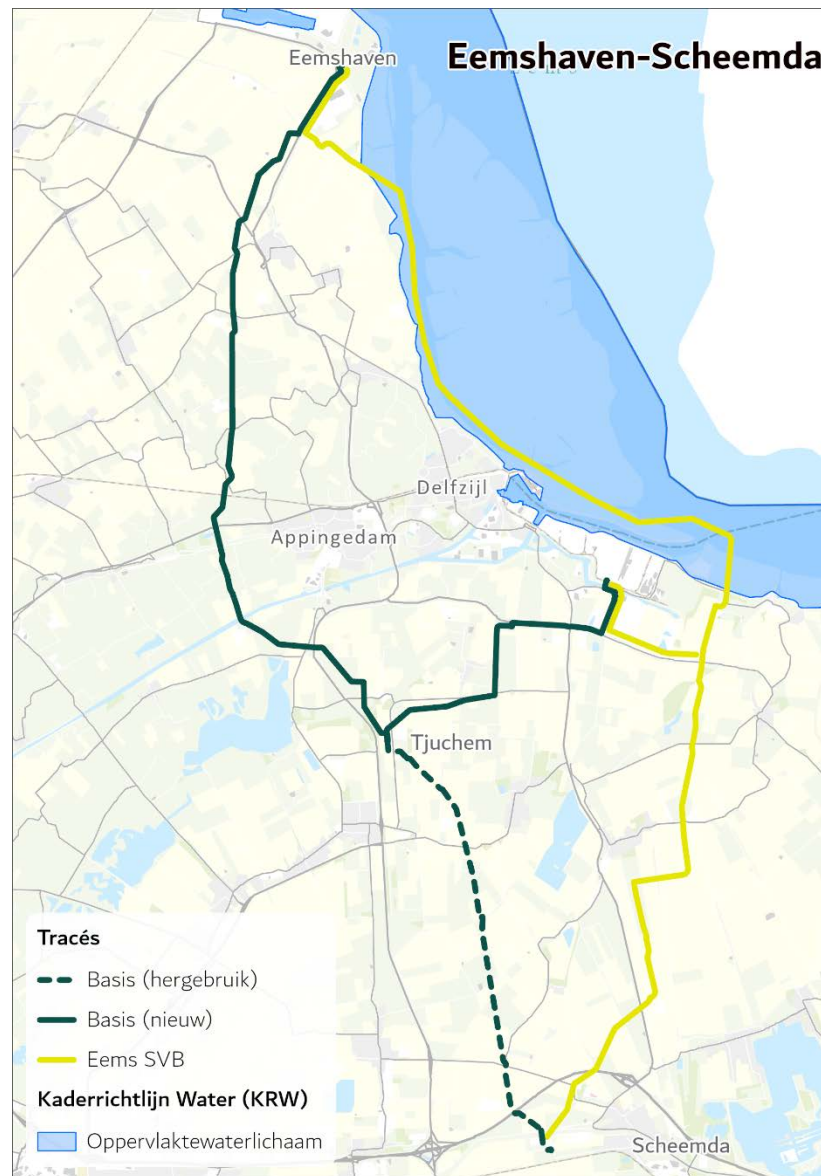 Eemshaven
Eemshaven-Scheemda
Delfzijl
Appingedam
Tjuchem
Tracés
Basis (hergebruik)
Basis (nieuw)
Eems SVB
Kaderrichtlijn Water (KRW)
Oppervlaktewaterlichaam
Scheemda